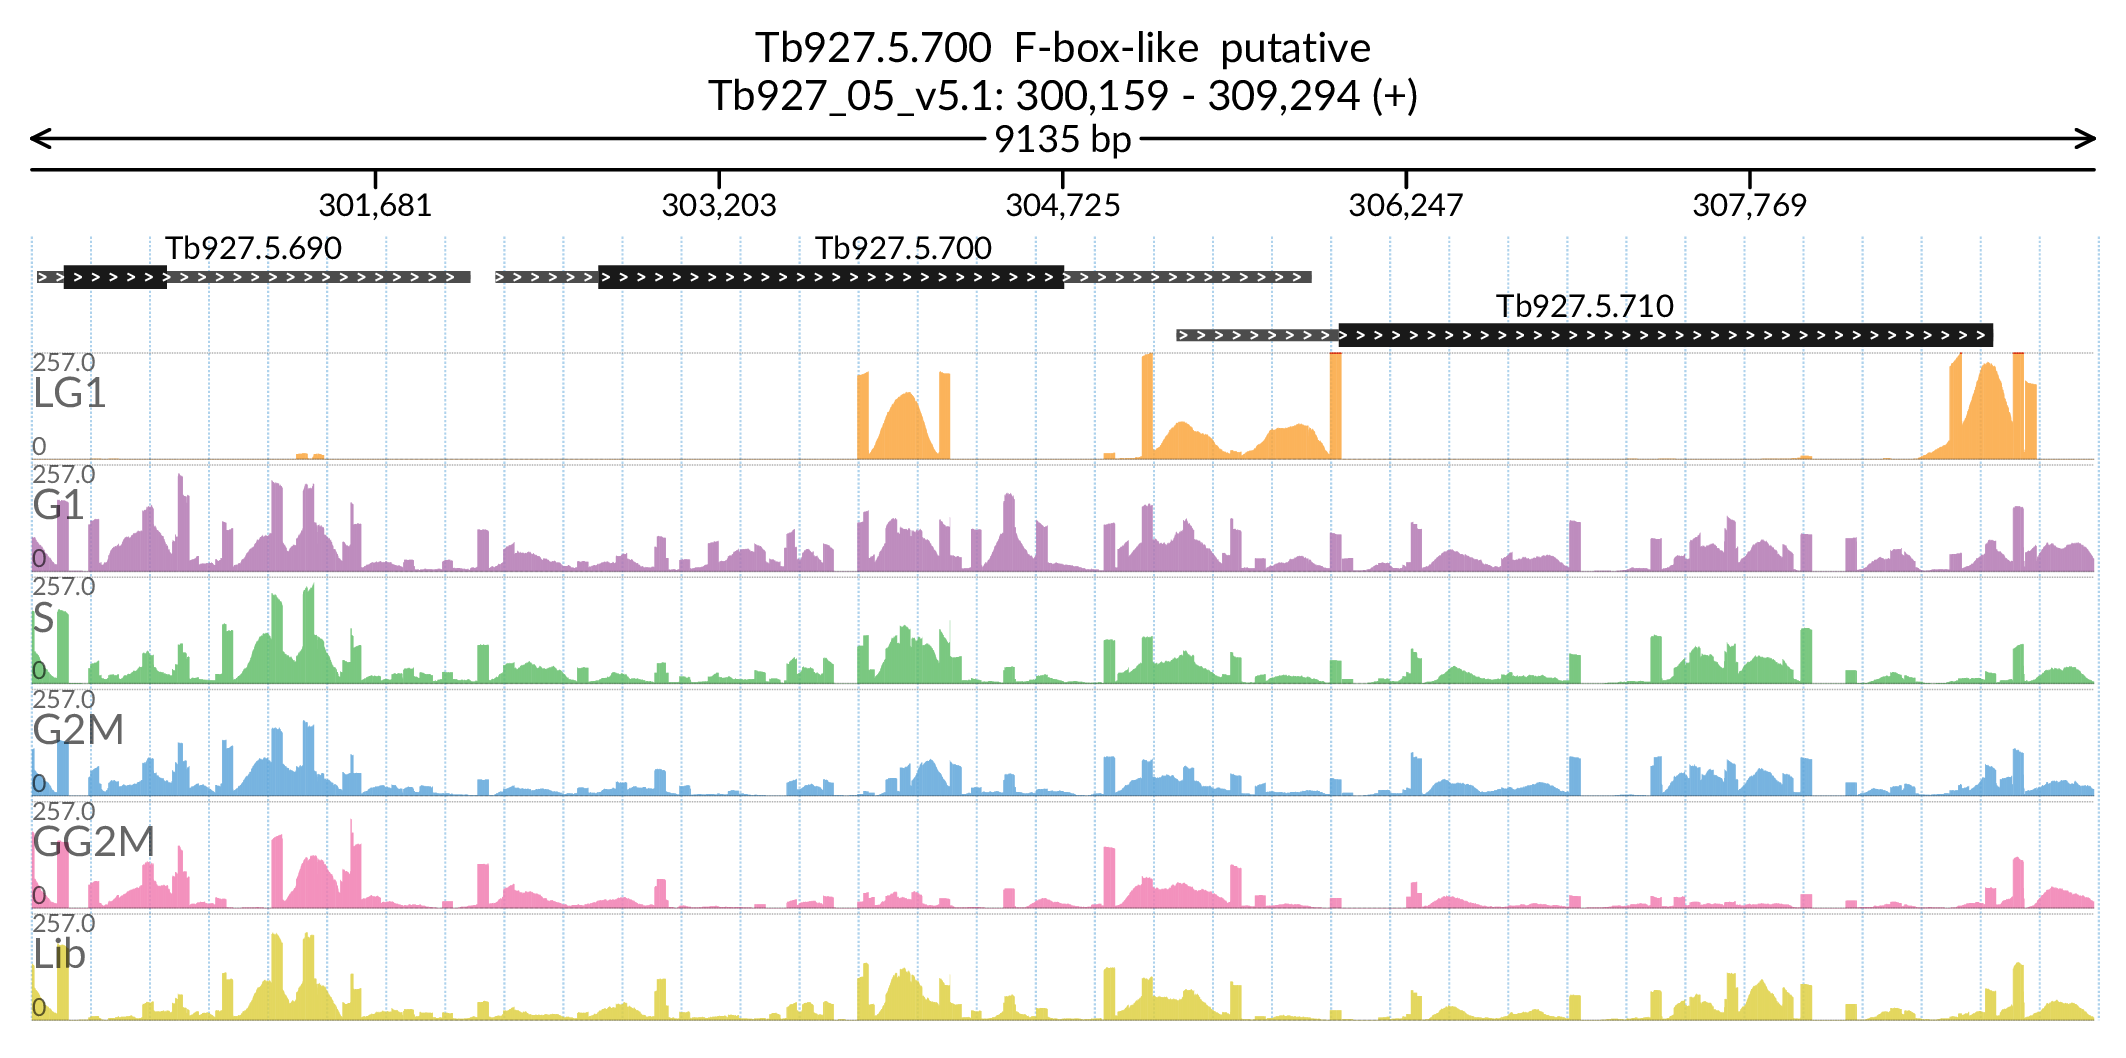 Tb927.5.700 F-box-like putative
Tb927_05_v5.1: 300,159 - 309,294 (+)
9135 bp
301,681 303,203 304,725 306,247 307,769
Tb927.5.690 Tb927.5.700
Tb927.5.710
257.0
LG1
0
257.0
G1
0
257.0
S
0
257.0
G2M
0
257.0
GG2M
0
257.0
Lib
0